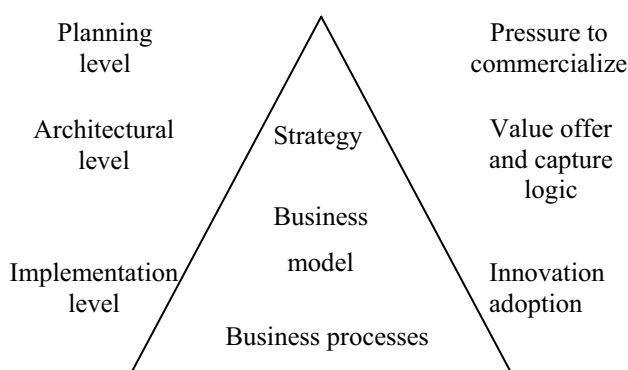 Planning
level
Pressure to
commercialize
Architectural
level
Strategy
Value offer
and capture
logic
Business
model
Implementation
level
Innovation
adoption
Business processes